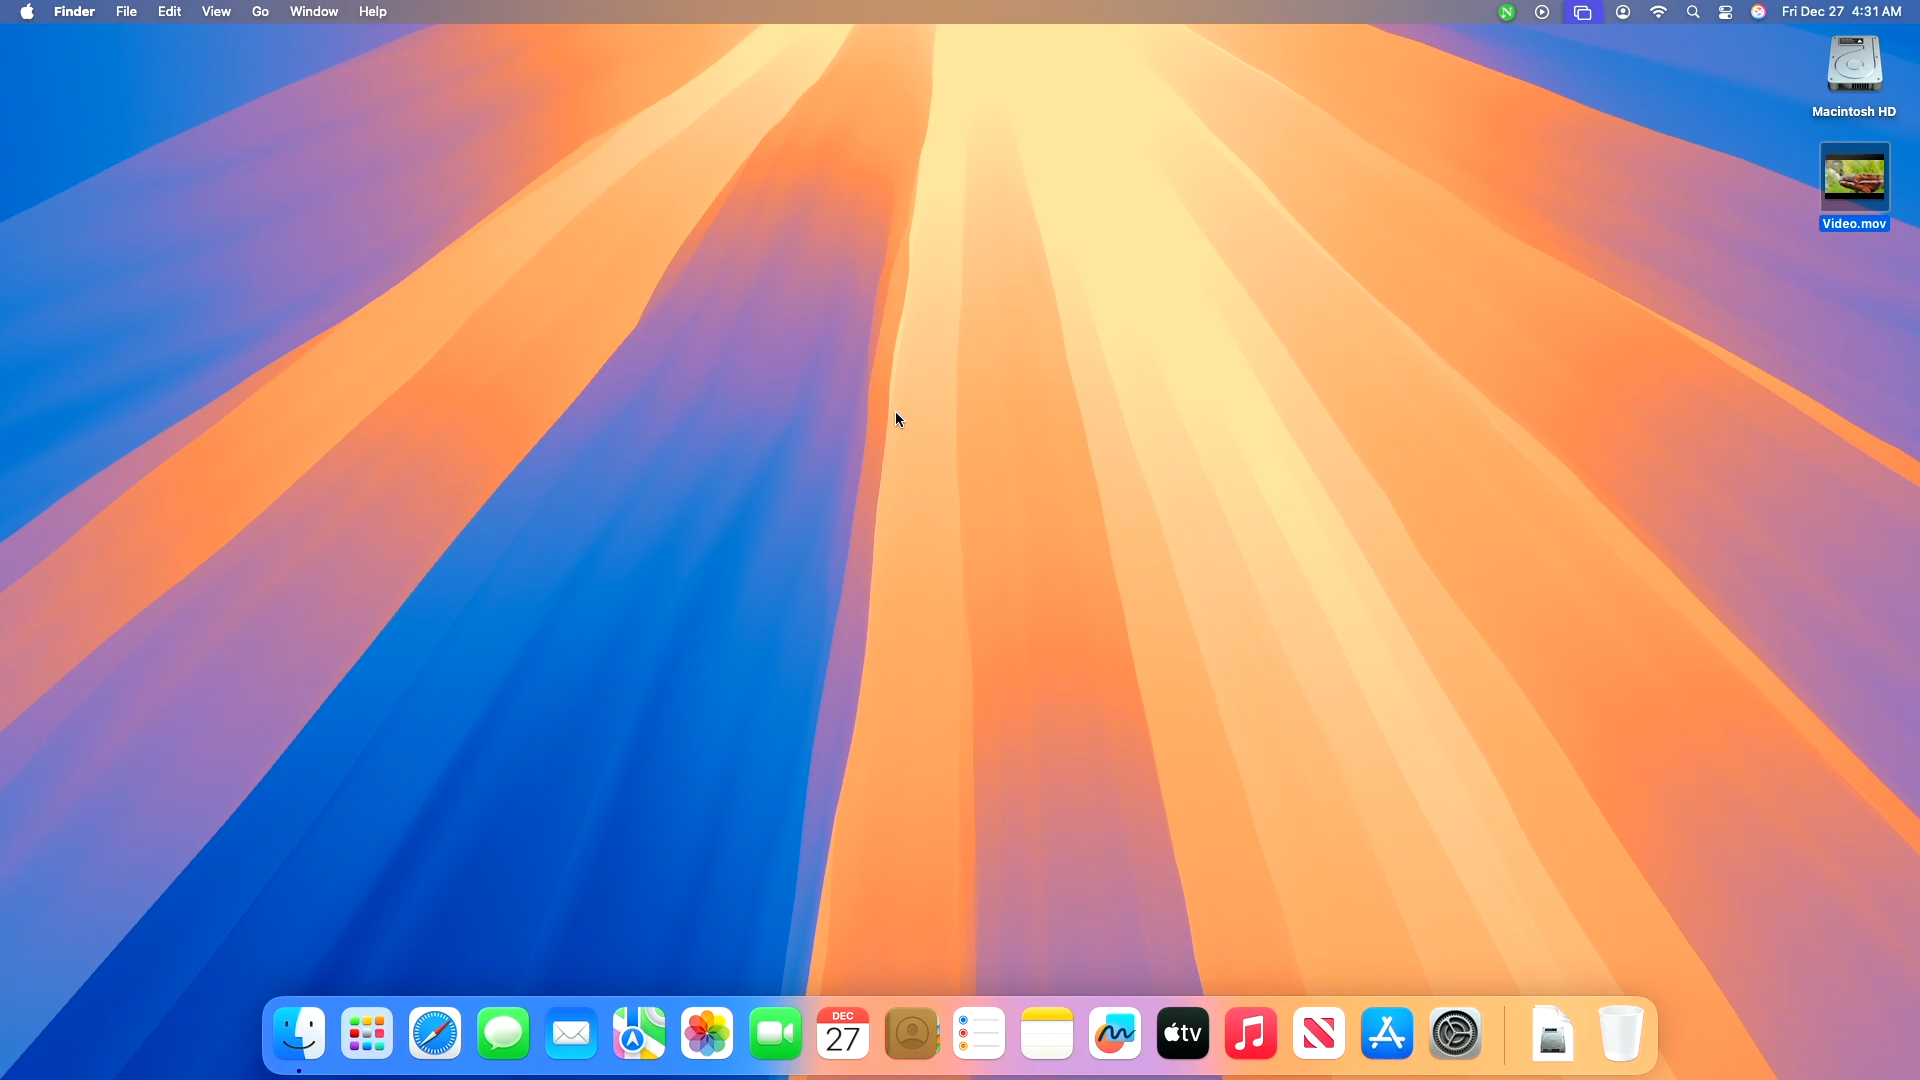 Finder File Edit View Go Window Help
N
Fri Dec 27 4:31 AM
Macintosh HD
Video.mov
DEC
27
tv